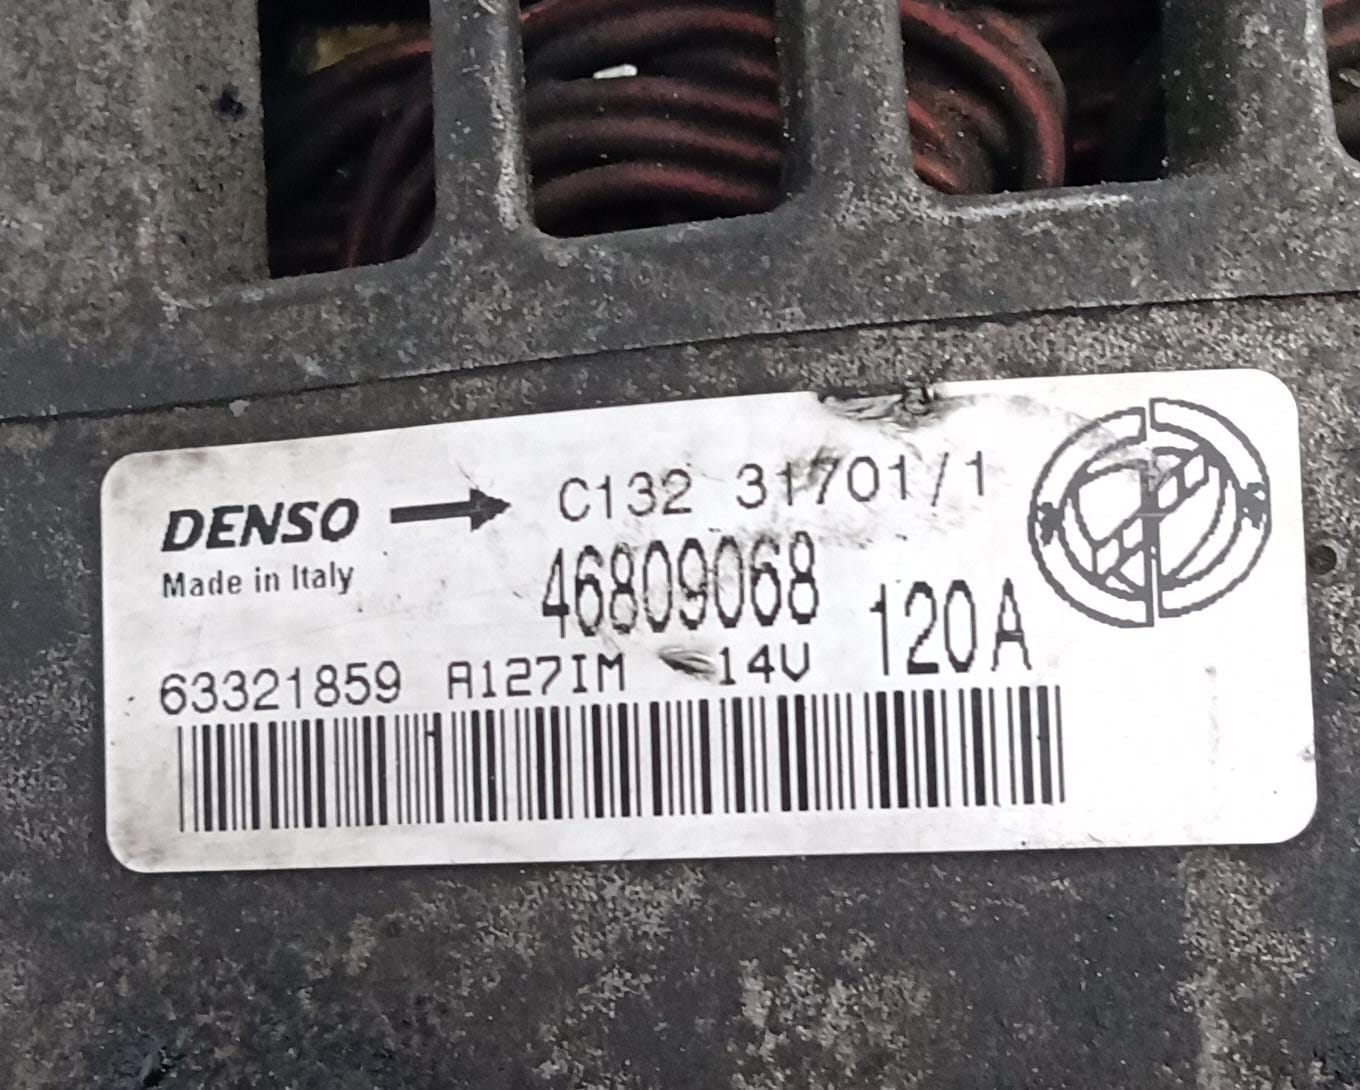 DENSO → C132 31701/1
Made in Italy
46809068
120A
63321859 A127IM 14V